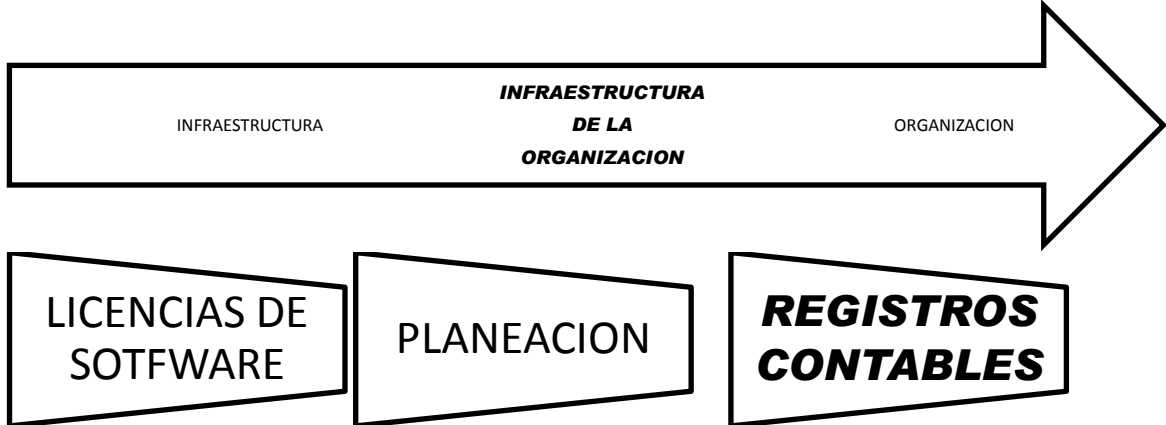 INFRAESTRUCTURA
INFRAESTRUCTURA
DE LA
ORGANIZACION
ORGANIZACION
LICENCIAS DE
SOTFWARE
PLANEACION
REGISTROS
CONTABLES